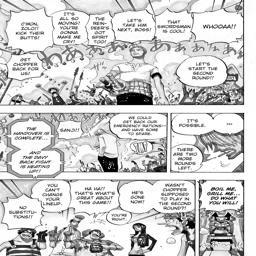 WHOOAA!!
THAT
SWORDSMAN
IS COOL!
LET'S
TAKE HIM
NEXT, BOSS!
THE
REIN-
DEER'S
GOT
SPIRIT
TOO!
IT'S
ALL SO
MOVING!
YOU'RE
GONNA
MAKE ME
CRY!
C'MON,
ZOLO!!
KICK THEIR
BUTTS!
LET'S START
THE SECOND
ROUND!!
GET
CHOPPER
BACK FOR
US!
...
IT'S
POSSIBLE.
THERE ARE
TWO MORE
ROUNDS
LEFT.
WE COULD
GET BACK OUR
EMERGENCY RATIONS--
AND HAVE SOME
TO SPARE.
SANJI!!
THE
HANDOVER IS
COMPLETE...
AND THE
DAVY BACK
FIGHT IS
HEATING
UP!!
BOIL ME,
GRILL ME...
DO WHAT
YOU WILL!
WASN'T
CHOPPER
SUPPOSED
TO PLAY
IN THE
SECOND
ROUND?!
HE'S
GONE
NOW!
YOU'RE
RIGHT.
HA HA!!
THAT'S
WHAT'S
GREAT ABOUT
THIS GAME!!
YOU
CAN'T
CHANGE
YOUR
LINEUP.
NO
SUBSTITU-
TIONS!!